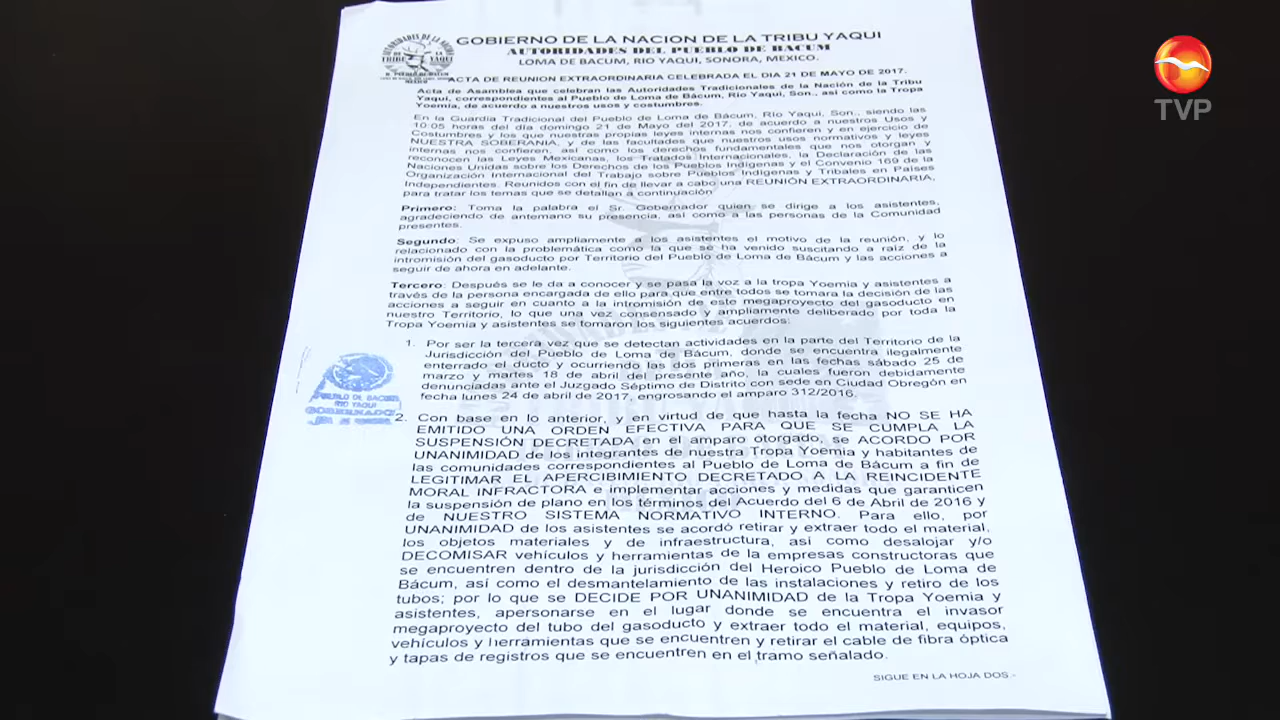 GOBIERNO DE LA NACION DE LA TRIBU YAQUI
AUTORIDADES DEL PUEBLO DE BACUM
LOMA DE BACUM, RIO YAQUI, SONORA, MEXICO.
ACTA DE REUNION EXTRAORDINARIA CELEBRADA EL DIA 21 DE MAYO DE 2017.
Acta de Asamblea que celebran las Autoridades Tradicionales de la Nación de la Tribu
Yaqui, correspondientes al Pueblo de Loma de Bácum, Río Yaqui, Son., así como la Tropa
Yoemia, de acuerdo a nuestros usos y costumbres.
En la Guardia Tradicional del Pueblo de Loma de Bácum, Río Yaqui, Son., siendo las
10:05 horas del día domingo 21 de Mayo del 2017, de acuerdo a nuestros Usos y
Costumbres y los que nuestras propias leyes internas nos confieren y en ejercicio de
NUESTRA SOBERANIA, y de las facultades que nuestros usos normativos y leyes
internas nos confieren, así como los derechos fundamentales que nos otorgan y
reconocen las Leyes Mexicanas, los Tratados Internacionales, la Declaración de las
Naciones Unidas sobre los Derechos de los Pueblos Indígenas y el Convenio 169 de la
Organización Internacional del Trabajo sobre Pueblos Indígenas y Tribales en Países
Independientes. Reunidos con el fin de llevar a cabo una REUNIÓN EXTRAORDINARIA,
para tratar los temas que se detallan a continuación
Primero: Toma la palabra el Sr. Gobernador quien se dirige a los asistentes,
agradeciendo de antemano su presencia, así como a las personas de la Comunidad
presentes.
Segundo: Se expuso ampliamente a los asistentes el motivo de la reunión, y lo
relacionado con la problemática como la que se ha venido suscitando a raíz de la
intromisión del gasoducto por Territorio del Pueblo de Loma de Bácum y las acciones a
seguir de ahora en adelante.
Tercero: Después se le da a conocer y se pasa la voz a la tropa Yoemia y asistentes a
través de la persona encargada de ello para que entre todos se tomara la decisión de las
acciones a seguir en cuanto a la intromisión de este megaproyecto del gasoducto en
nuestro Territorio, lo que una vez consensado y ampliamente deliberado por toda la
Tropa Yoemia y asistentes se tomaron los siguientes acuerdos:
1. Por ser la tercera vez que se detectan actividades en la parte del Territorio de la
Jurisdicción del Pueblo de Loma de Bácum, donde se encuentra ilegalmente
enterrado el ducto y ocurriendo las dos primeras en las fechas sábado 25 de
marzo y martes 18 de abril del presente año, la cuales fueron debidamente
denunciadas ante el Juzgado Séptimo de Distrito con sede en Ciudad Obregón en
fecha lunes 24 de abril de 2017, engrosando el amparo 312/2016.
2. Con base en lo anterior, y en virtud de que hasta la fecha NO SE HA
EMITIDO UNA ORDEN EFECTIVA PARA QUE SE CUMPLA LA
SUSPENSIÓN DECRETADA en el amparo otorgado, se ACORDO POR
UNANIMIDAD de los integrantes de nuestra Tropa Yoemia y habitantes de
las comunidades correspondientes al Pueblo de Loma de Bácum a fin de
LEGITIMAR EL APERCIBIMIENTO DECRETADO A LA REINCIDENTE
MORAL INFRACTORA e implementar acciones y medidas que garanticen
la suspensión de plano en los términos del Acuerdo del 6 de Abril de 2016 y
de NUESTRO SISTEMA NORMATIVO INTERNO. Para ello, por
UNANIMIDAD de los asistentes se acordó retirar y extraer todo el material,
los objetos materiales y de infraestructura, así como desalojar y/o
DECOMISAR vehículos y herramientas de la empresas constructoras que
se encuentren dentro de la jurisdicción del Heroico Pueblo de Loma de
Bácum, así como el desmantelamiento de las instalaciones y retiro de los
tubos; por lo que se DECIDE POR UNANIMIDAD de la Tropa Yoemia y
asistentes, apersonarse en el lugar donde se encuentra el invasor
megaproyecto del tubo del gasoducto y extraer todo el material, equipos,
vehículos y herramientas que se encuentren y retirar el cable de fibra óptica
y tapas de registros que se encuentren en el tramo señalado.
SIGUE EN LA HOJA DOS.-
PUEBLO DE BACUM
RIO YAQUI
GOBERNADOR
TVP